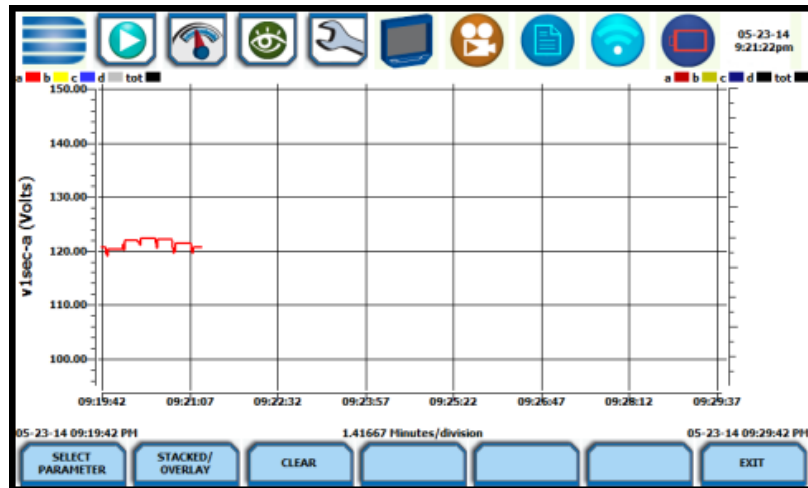 05-23-14
9:21:22pm
a b c d tot
a b c d tot
150.00
140.00
130.00
120.00
110.00
100.00
v1sec-a (Volts)
09:19:42 09:21:07 09:22:32 09:23:57 09:25:22 09:26:47 09:28:12 09:29:37
05-23-14 09:19:42 PM 1.41667 Minutes/division 05-23-14 09:29:42 PM
SELECT PARAMETER
STACKED/ OVERLAY
CLEAR
EXIT